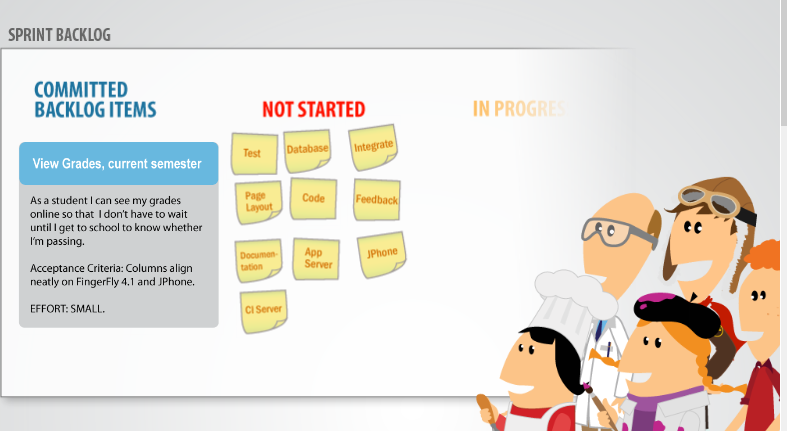 SPRINT BACKLOG
COMMITTED
BACKLOG ITEMS
NOT STARTED
IN PROGRES
View Grades, current semester
As a student I can see my grades
online so that I don't have to wait
until I get to school to know whether
I'm passing.
Acceptance Criteria: Columns align
neatly on FingerFly 4.1 and JPhone.
EFFORT: SMALL.
Test
Database
Integrate
Page
Layout
Code
Feedback
Documen-
tation
App
Server
JPhone
CI Server